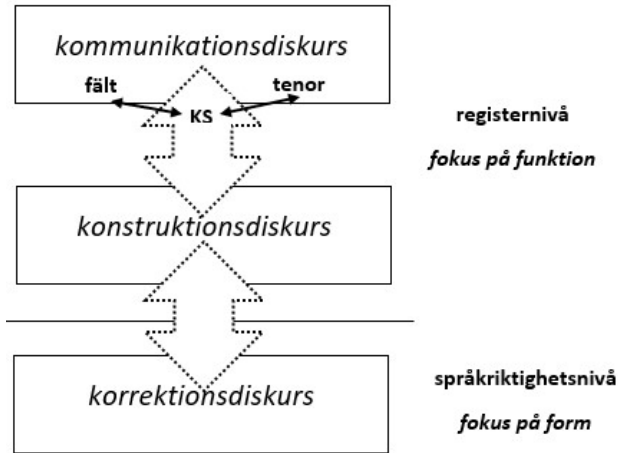 kommunikationsdiskurs
fält
tenor
KS
registernivå
fokus på funktion
konstruktionsdiskurs
korrektionsdiskurs
språkriktighetsnivå
fokus på form